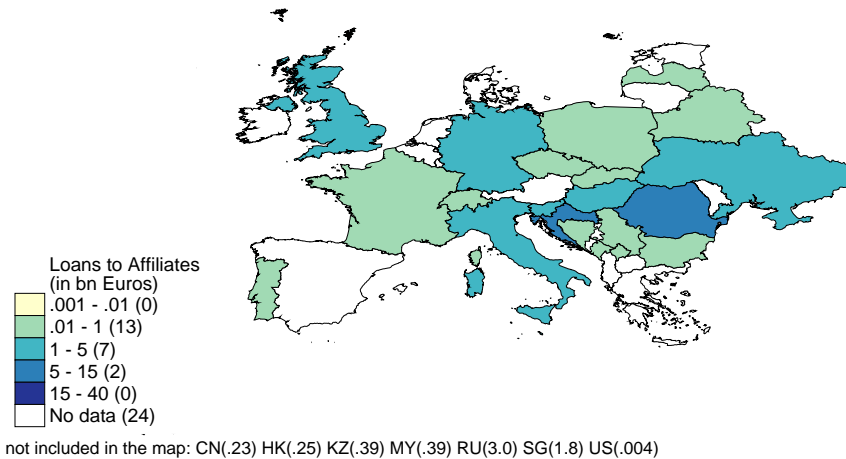 Loans to Affiliates
(in bn Euros)
.001 - .01 (0)
.01 - 1 (13)
1 - 5 (7)
5 - 15 (2)
15 - 40 (0)
No data (24)
not included in the map: CN(.23) HK(.25) KZ(.39) MY(.39) RU(3.0) SG(1.8) US(.004)